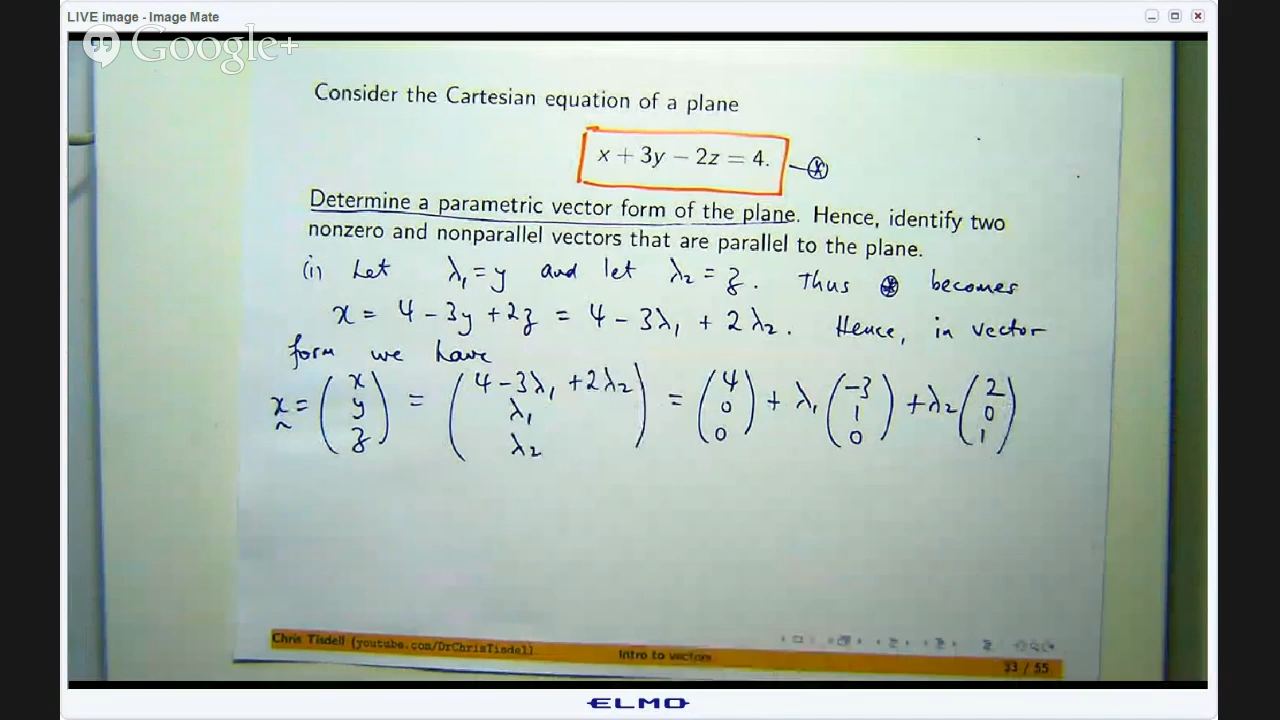 LIVE image - Image Mate
Google+
Consider the Cartesian equation of a plane
x + 3y − 2z = 4. —⊛
Determine a parametric vector form of the plane. Hence, identify two
nonzero and nonparallel vectors that are parallel to the plane.
(i) Let λ₁ = y and let λ₂ = z. Thus ⊛ becomes
x = 4 − 3y + 2z = 4 − 3λ₁ + 2λ₂. Hence, in vector
form we have
x̰ = (x y z) = (4 − 3λ₁ + 2λ₂ λ₁ λ₂) = (4 0 0) + λ₁ (−3 1 0) + λ₂ (2 0 1)
Chris Tisdell (youtube.com/DrChrisTisdell)
Intro to vectors
33 / 55
ELMO